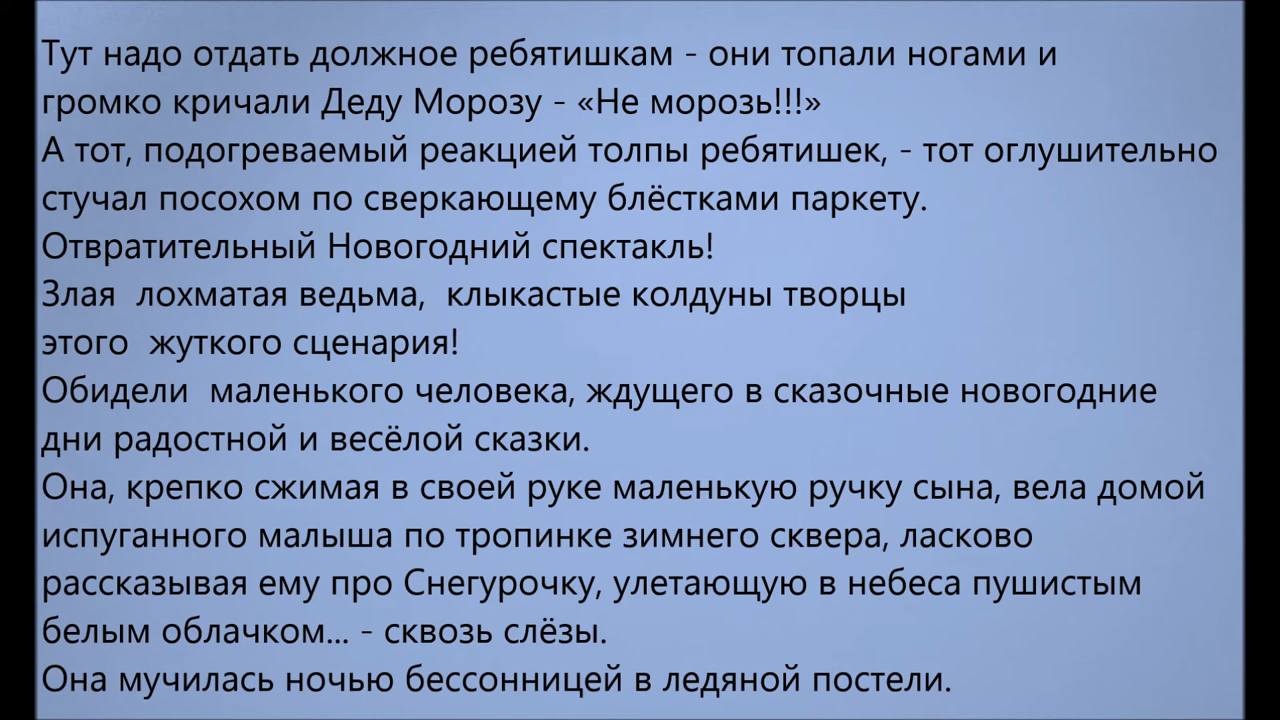 Тут надо отдать должное ребятишкам - они топали ногами и
громко кричали Деду Морозу - «Не морозь!!!»
А тот, подогреваемый реакцией толпы ребятишек, - тот оглушительно
стучал посохом по сверкающему блёстками паркету.
Отвратительный Новогодний спектакль!
Злая  лохматая ведьма,  клыкастые колдуны творцы
этого  жуткого сценария!
Обидели  маленького человека, ждущего в сказочные новогодние
дни радостной и весёлой сказки.
Она, крепко сжимая в своей руке маленькую ручку сына, вела домой
испуганного малыша по тропинке зимнего сквера, ласково
рассказывая ему про Снегурочку, улетающую в небеса пушистым
белым облачком... - сквозь слёзы.
Она мучилась ночью бессонницей в ледяной постели.